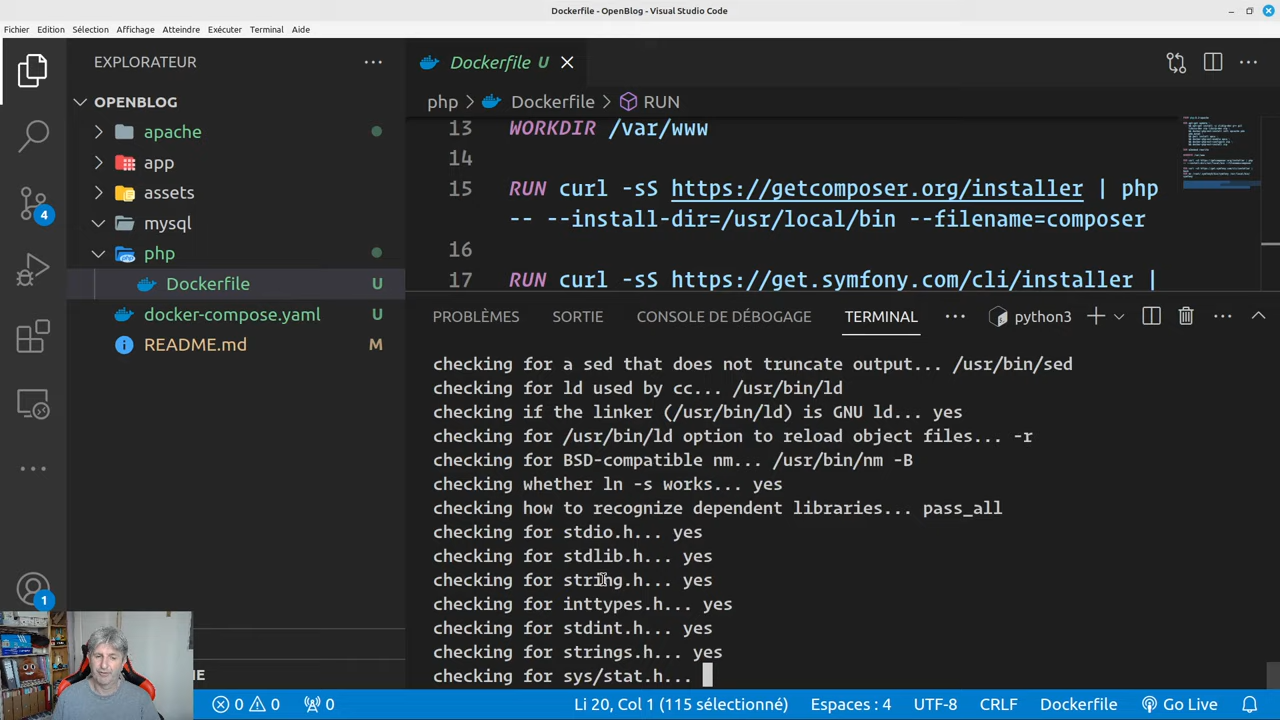 Dockerfile - OpenBlog - Visual Studio Code
Fichier Edition Sélection Affichage Atteindre Exécuter Terminal Aide
EXPLORATEUR
Dockerfile U
OPENBLOG
php > Dockerfile > RUN
apache
app
assets
mysql
php
Dockerfile U
docker-compose.yaml U
README.md M
4
1
13 WORKDIR /var/www
14
15 RUN curl -sS https://getcomposer.org/installer | php
-- --install-dir=/usr/local/bin --filename=composer
16
17 RUN curl -sS https://get.symfony.com/cli/installer |
PROBLÈMES SORTIE CONSOLE DE DÉBOGAGE TERMINAL python3
checking for a sed that does not truncate output... /usr/bin/sed
checking for ld used by cc... /usr/bin/ld
checking if the linker (/usr/bin/ld) is GNU ld... yes
checking for /usr/bin/ld option to reload object files... -r
checking for BSD-compatible nm... /usr/bin/nm -B
checking whether ln -s works... yes
checking how to recognize dependent libraries... pass_all
checking for stdio.h... yes
checking for stdlib.h... yes
checking for string.h... yes
checking for inttypes.h... yes
checking for stdint.h... yes
checking for strings.h... yes
checking for sys/stat.h...
0 0 0 Li 20, Col 1 (115 sélectionné) Espaces : 4 UTF-8 CRLF Dockerfile Go Live